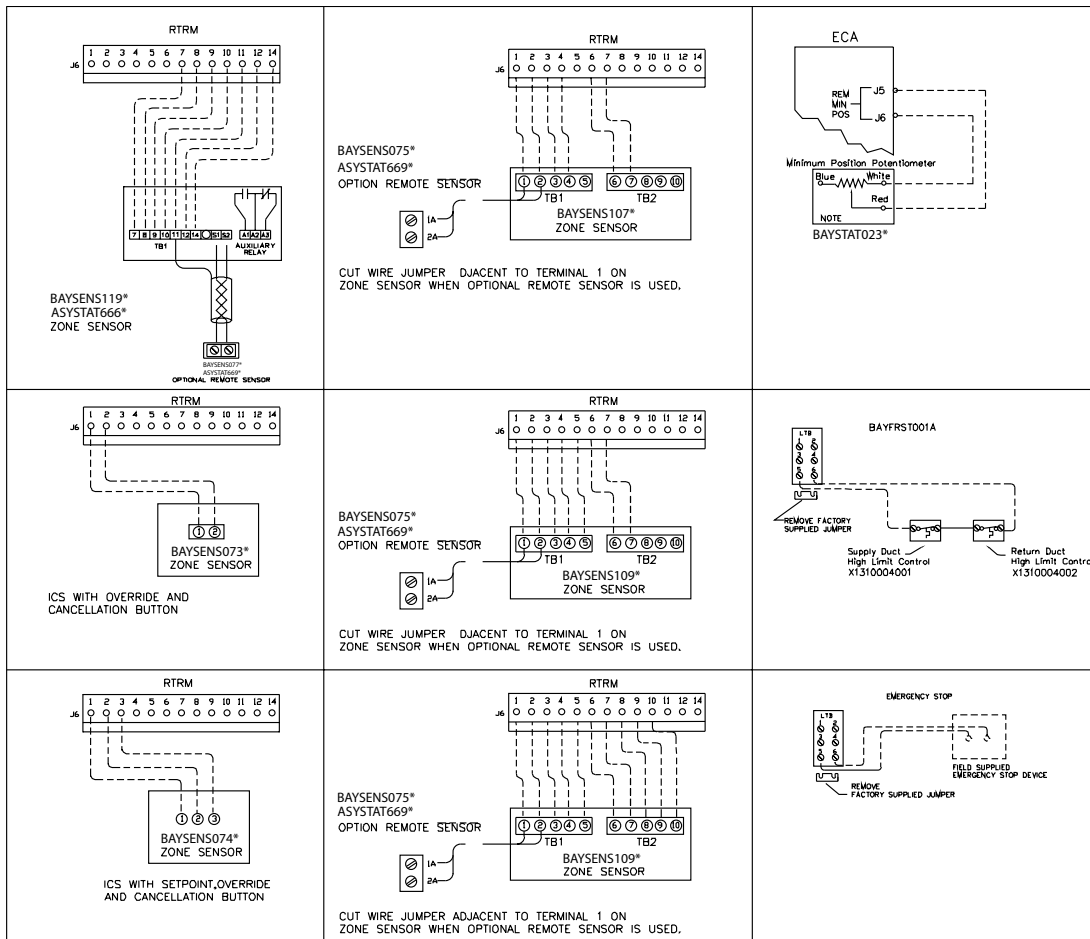 RTRM
1 2 3 4 5 6 7 8 9 10 11 12 14
J6
7 8 9 10 11 12 14 S1 S2 A1 A2 A3
TB1
AUXILIARY
RELAY
BAYSENS119*
ASYSTAT666*
ZONE SENSOR
BAYSENS077*
ASYSTAT669*
OPTIONAL REMOTE SENSOR
RTRM
1 2 3 4 5 6 7 8 9 10 11 12 14
J6
BAYSENS075*
ASYSTAT669*
OPTION REMOTE SENSOR
1 2 3 4 5 6 7 8 9 10
TB1 TB2
BAYSENS107*
ZONE SENSOR
1A
2A
CUT WIRE JUMPER DJACENT TO TERMINAL 1 ON
ZONE SENSOR WHEN OPTIONAL REMOTE SENSOR IS USED.
ECA
REM
MIN
POS
J5
J6
Minimum Position Potentiometer
Blue White
Red
NOTE
BAYSTAT023*
RTRM
1 2 3 4 5 6 7 8 9 10 11 12 14
J6
1 2
BAYSENS073*
ZONE SENSOR
ICS WITH OVERRIDE AND
CANCELLATION BUTTON
RTRM
1 2 3 4 5 6 7 8 9 10 11 12 14
J6
BAYSENS075*
ASYSTAT669*
OPTION REMOTE SENSOR
1 2 3 4 5 6 7 8 9 10
TB1 TB2
BAYSENS109*
ZONE SENSOR
1A
2A
CUT WIRE JUMPER DJACENT TO TERMINAL 1 ON
ZONE SENSOR WHEN OPTIONAL REMOTE SENSOR IS USED.
BAYFRST001A
LTB
1 2
3 4
5 6
REMOVE FACTORY
SUPPLIED JUMPER
Supply Duct
High Limit Control
X1310004001
Return Duct
High Limit Contro
X1310004002
RTRM
1 2 3 4 5 6 7 8 9 10 11 12 14
J6
1 2 3
BAYSENS074*
ZONE SENSOR
ICS WITH SETPOINT,OVERRIDE
AND CANCELLATION BUTTON
RTRM
1 2 3 4 5 6 7 8 9 10 11 12 14
J6
BAYSENS075*
ASYSTAT669*
OPTION REMOTE SENSOR
1 2 3 4 5 6 7 8 9 10
TB1 TB2
BAYSENS109*
ZONE SENSOR
1A
2A
CUT WIRE JUMPER ADJACENT TO TERMINAL 1 ON
ZONE SENSOR WHEN OPTIONAL REMOTE SENSOR IS USED.
EMERGENCY STOP
LTB
1 2
3 4
5 6
REMOVE
FACTORY SUPPLIED JUMPER
FIELD SUPPLIED
EMERGENCY STOP DEVICE